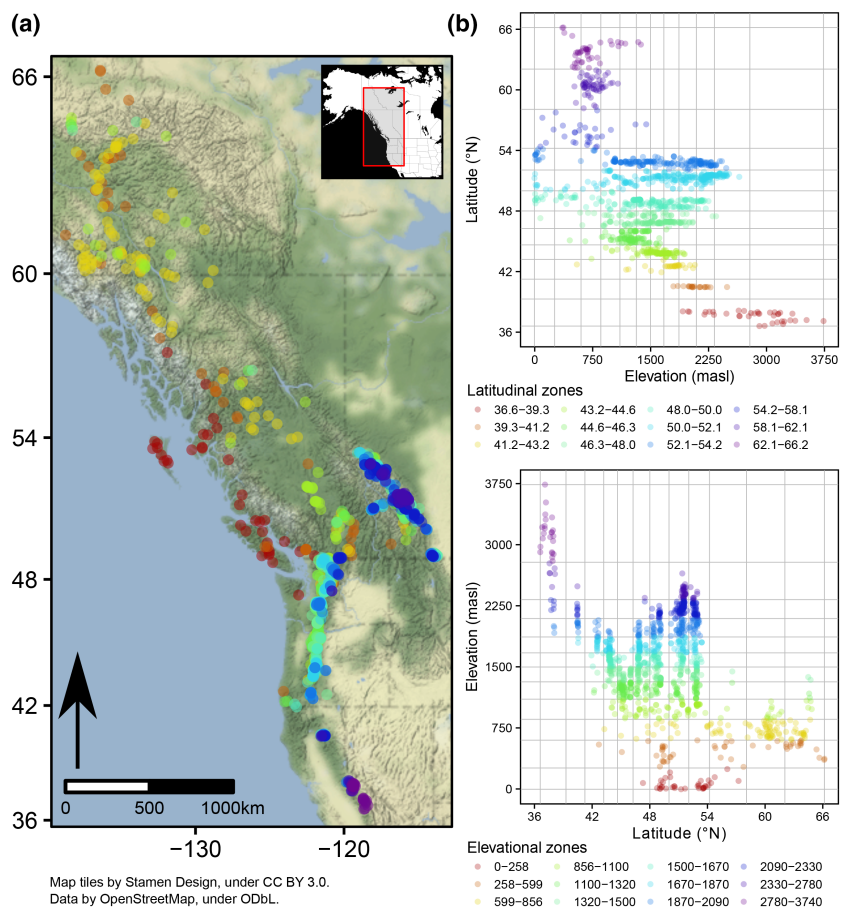 (a)
66
60
54
48
42
36
0 500 1000km
−130 −120
Map tiles by Stamen Design, under CC BY 3.0.
Data by OpenStreetMap, under ODbL.
(b)
Latitude (°N)
66
60
54
48
42
36
0 750 1500 2250 3000 3750
Elevation (masl)
Latitudinal zones
36.6−39.3 43.2−44.6 48.0−50.0 54.2−58.1
39.3−41.2 44.6−46.3 50.0−52.1 58.1−62.1
41.2−43.2 46.3−48.0 52.1−54.2 62.1−66.2
Elevation (masl)
3750
3000
2250
1500
750
0
36 42 48 54 60 66
Latitude (°N)
Elevational zones
0−258 856−1100 1500−1670 2090−2330
258−599 1100−1320 1670−1870 2330−2780
599−856 1320−1500 1870−2090 2780−3740